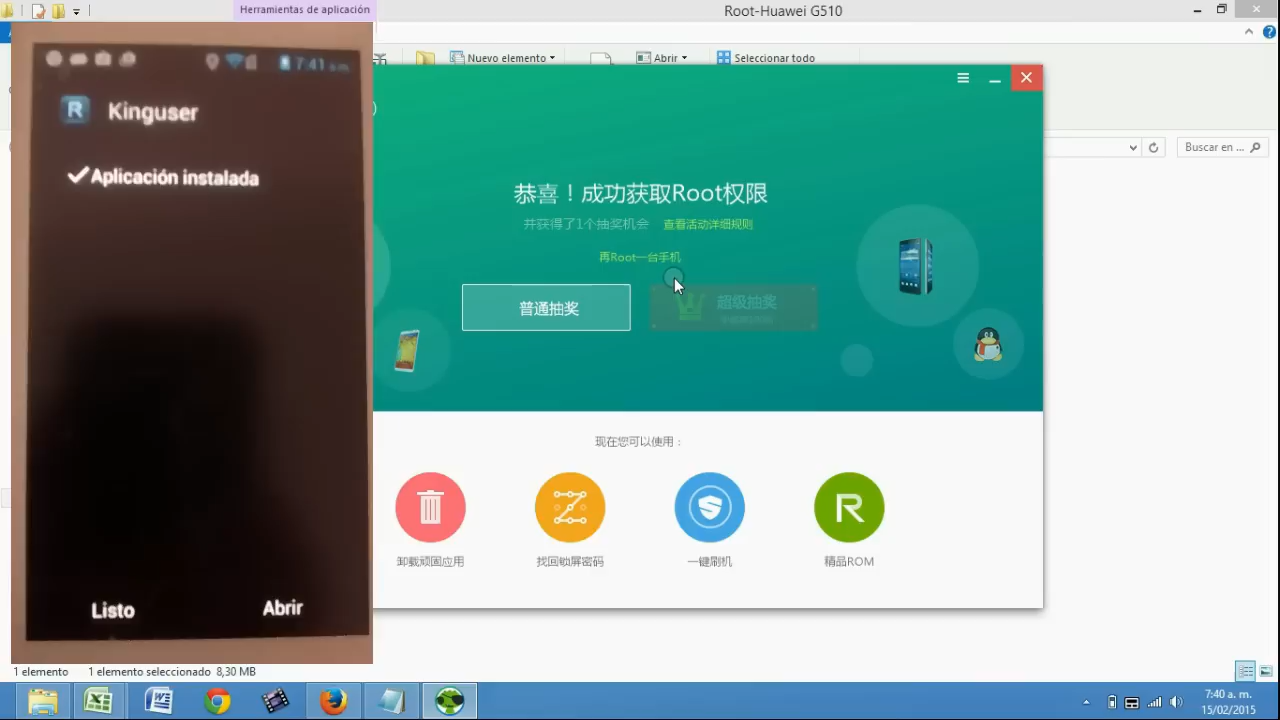 Herramientas de aplicación
Root-Huawei G510
Nuevo elemento
Abrir
Seleccionar todo
Buscar en ...
7:41 a.m.
R Kinguser
Aplicación instalada
Listo
Abrir
恭喜！成功获取Root权限
并获得了1个抽奖机会 查看活动详细规则
再Root一台手机
普通抽奖
超级抽奖
现在您可以使用：
卸载顽固应用
找回锁屏密码
一键刷机
精品ROM
1 elemento
1 elemento seleccionado 8,30 MB
7:40 a. m.
15/02/2015